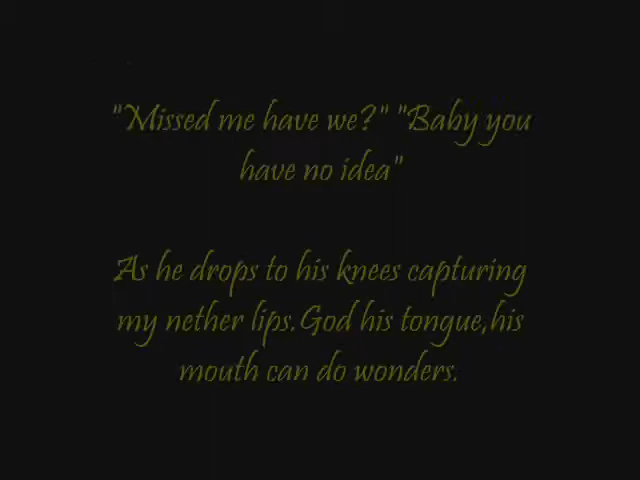 "Missed me have we?" "Baby you
have no idea"
As he drops to his knees capturing
my nether lips.God his tongue,his
mouth can do wonders.